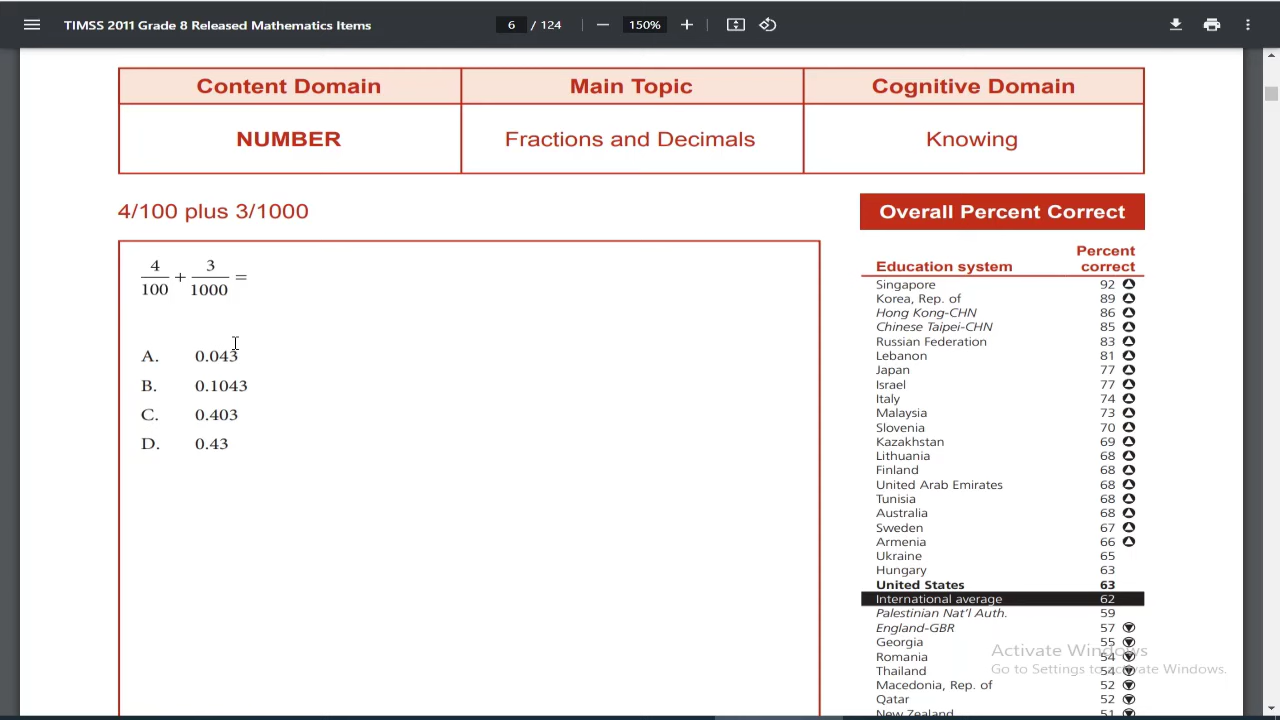 TIMSS 2011 Grade 8 Released Mathematics Items
6 / 124
150%
Content Domain Main Topic Cognitive Domain
NUMBER Fractions and Decimals Knowing
4/100 plus 3/1000
4/100 + 3/1000 =
A. 0.043
B. 0.1043
C. 0.403
D. 0.43
Overall Percent Correct
Education system Percent correct
Singapore 92
Korea, Rep. of 89
Hong Kong-CHN 86
Chinese Taipei-CHN 85
Russian Federation 83
Lebanon 81
Japan 77
Israel 77
Italy 74
Malaysia 73
Slovenia 70
Kazakhstan 69
Lithuania 68
Finland 68
United Arab Emirates 68
Tunisia 68
Australia 68
Sweden 67
Armenia 66
Ukraine 65
Hungary 63
United States 63
International average 62
Palestinian Nat'l Auth. 59
England-GBR 57
Georgia 55
Romania 54
Thailand 54
Macedonia, Rep. of 52
Qatar 52
New Zealand 51
Activate Windows
Go to Settings to activate Windows.